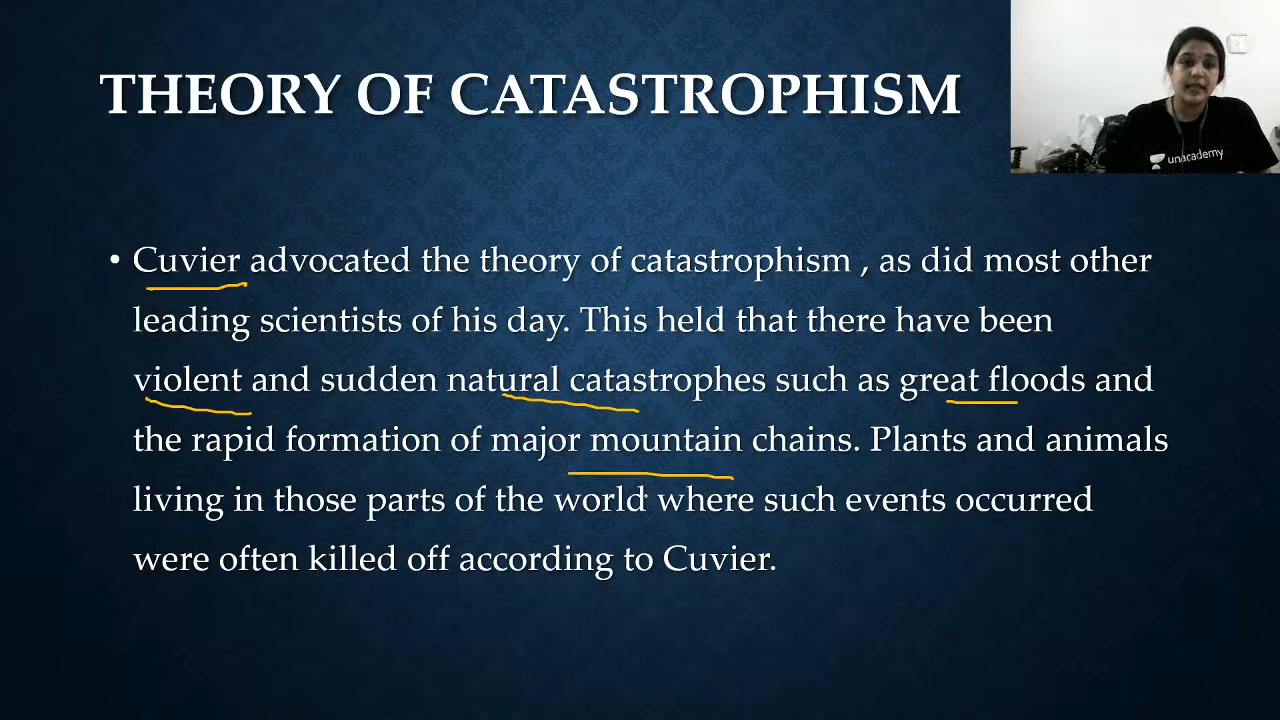 THEORY OF CATASTROPHISM
unacademy
• Cuvier advocated the theory of catastrophism , as did most other
leading scientists of his day. This held that there have been
violent and sudden natural catastrophes such as great floods and
the rapid formation of major mountain chains. Plants and animals
living in those parts of the world where such events occurred
were often killed off according to Cuvier.